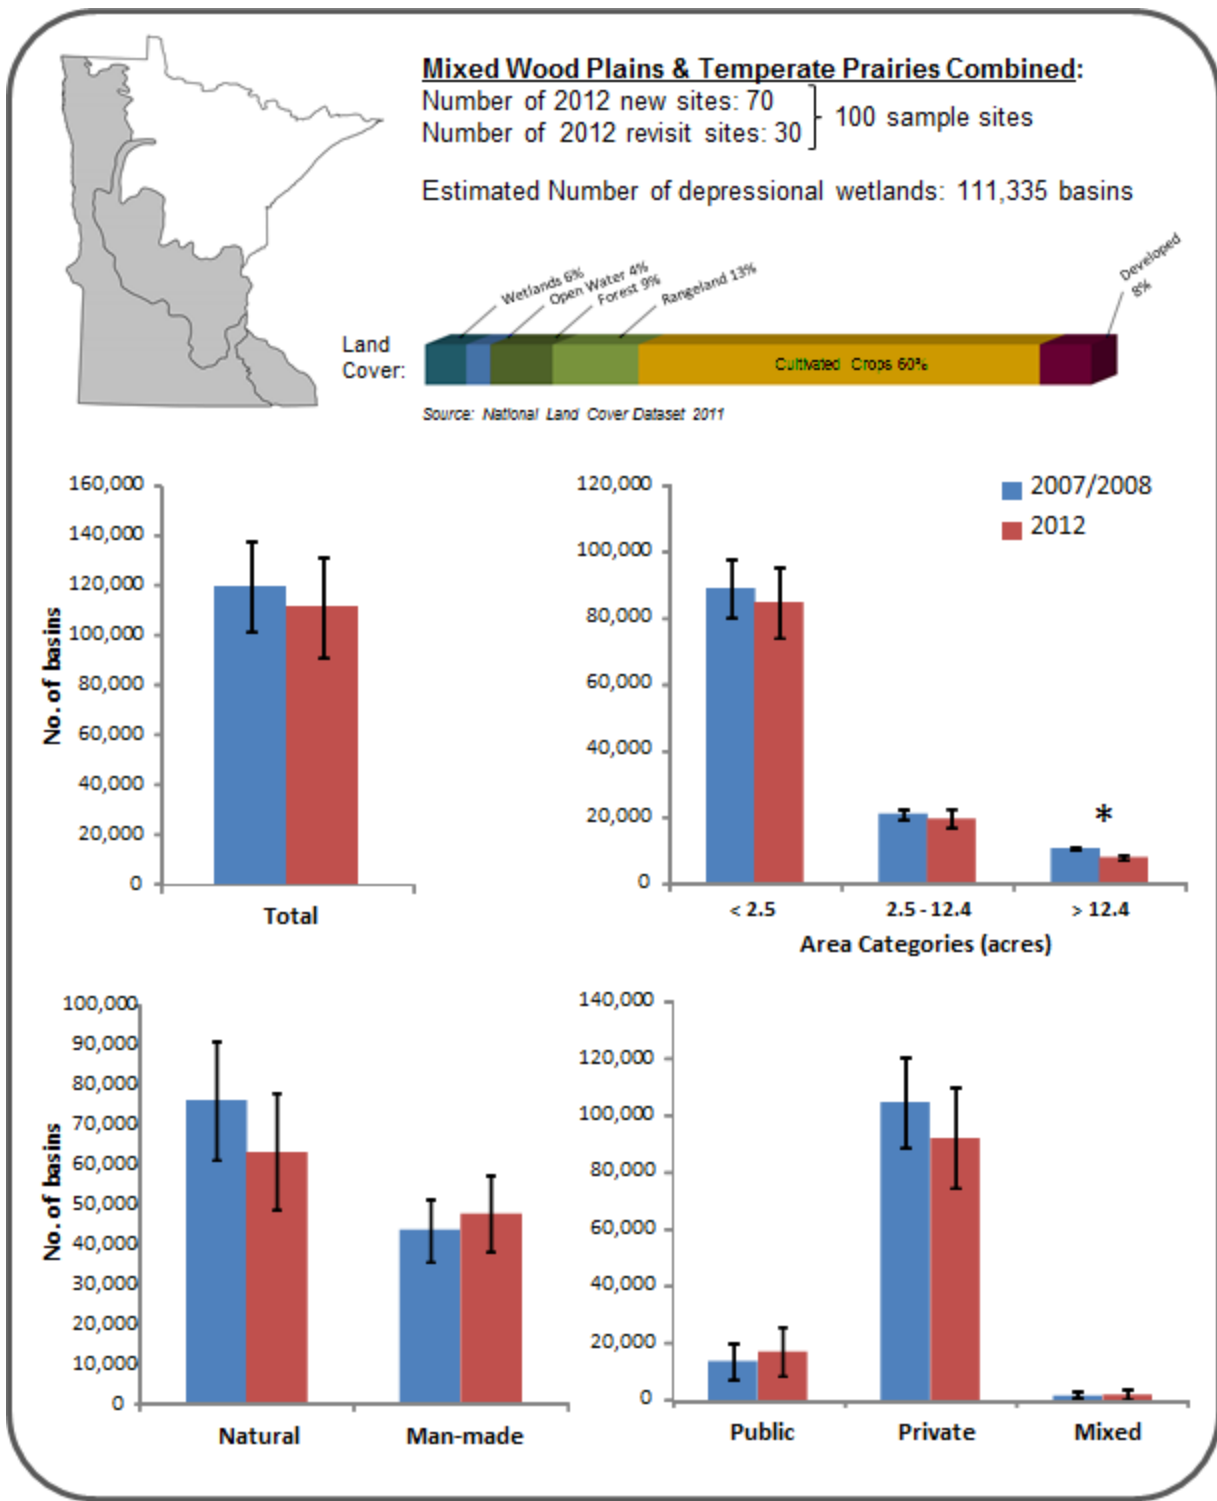 Mixed Wood Plains & Temperate Prairies Combined:
Number of 2012 new sites: 70
Number of 2012 revisit sites: 30
100 sample sites
Estimated Number of depressional wetlands: 111,335 basins
Wetlands 6%
Open Water 4%
Forest 9%
Rangeland 13%
Developed
8%
Land
Cover:
Cultivated Crops 60%
Source: National Land Cover Dataset 2011
160,000
140,000
120,000
100,000
80,000
60,000
40,000
20,000
0
No. of basins
Total
120,000
100,000
80,000
60,000
40,000
20,000
0
2007/2008
2012
*
< 2.5
2.5 - 12.4
> 12.4
Area Categories (acres)
100,000
90,000
80,000
70,000
60,000
50,000
40,000
30,000
20,000
10,000
0
No. of basins
Natural
Man-made
140,000
120,000
100,000
80,000
60,000
40,000
20,000
0
Public
Private
Mixed